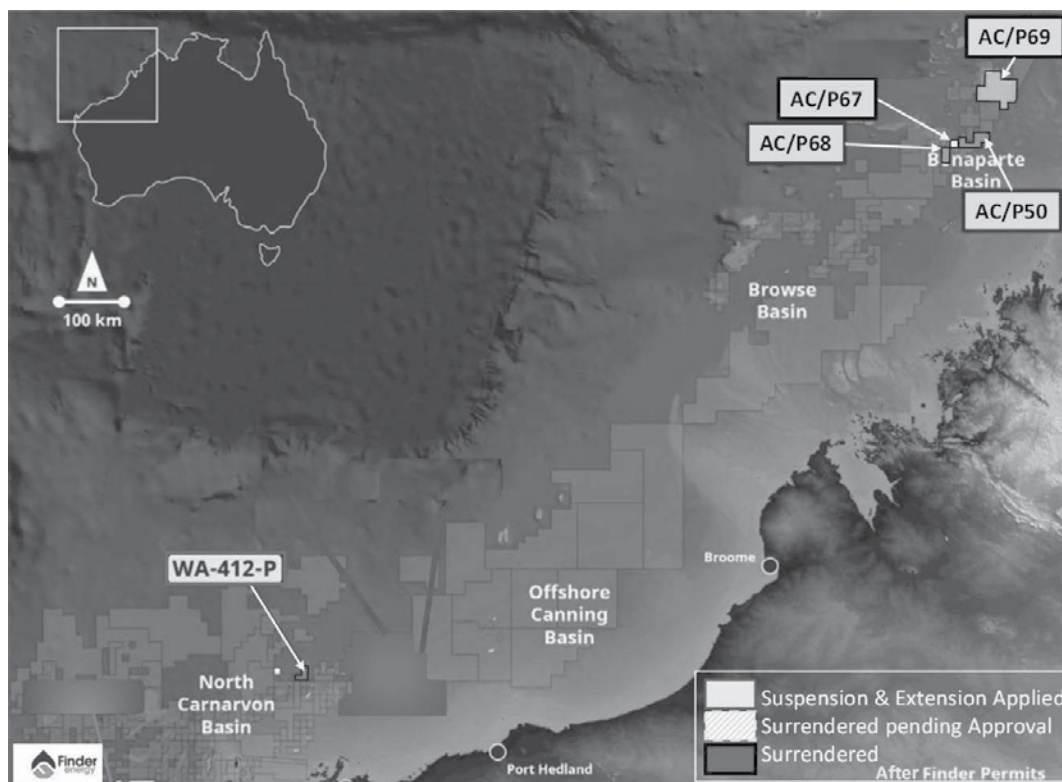 AC/P69
AC/P67
AC/P68
Bonaparte
Basin
AC/P50
N
100 km
Browse
Basin
Broome
WA-412-P
Offshore
Canning
Basin
North
Carnarvon
Basin
Port Hedland
Finder
energy
Suspension & Extension Applied
Surrendered pending Approval
Surrendered
After Finder Permits